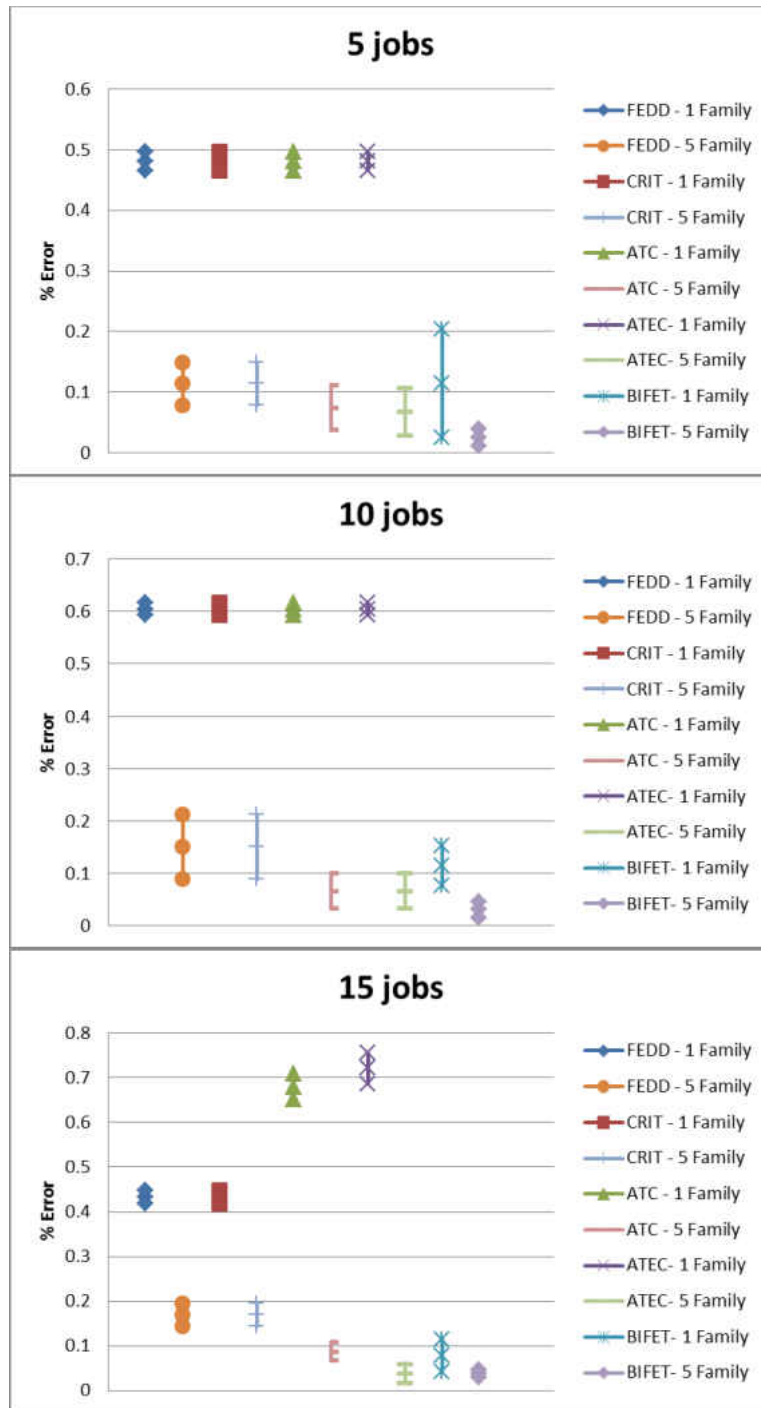 5 jobs
% Error
0.6
0.5
0.4
0.3
0.2
0.1
0
FEDD - 1 Family
FEDD - 5 Family
CRIT - 1 Family
CRIT - 5 Family
ATC - 1 Family
ATC - 5 Family
ATEC - 1 Family
ATEC - 5 Family
BIFET- 1 Family
BIFET- 5 Family
10 jobs
% Error
0.7
0.6
0.5
0.4
0.3
0.2
0.1
0
FEDD - 1 Family
FEDD - 5 Family
CRIT - 1 Family
CRIT - 5 Family
ATC - 1 Family
ATC - 5 Family
ATEC- 1 Family
ATEC- 5 Family
BIFET- 1 Family
BIFET- 5 Family
15 jobs
% Error
0.8
0.7
0.6
0.5
0.4
0.3
0.2
0.1
0
FEDD - 1 Family
FEDD - 5 Family
CRIT - 1 Family
CRIT - 5 Family
ATC - 1 Family
ATC - 5 Family
ATEC- 1 Family
ATEC- 5 Family
BIFET- 1 Family
BIFET- 5 Family